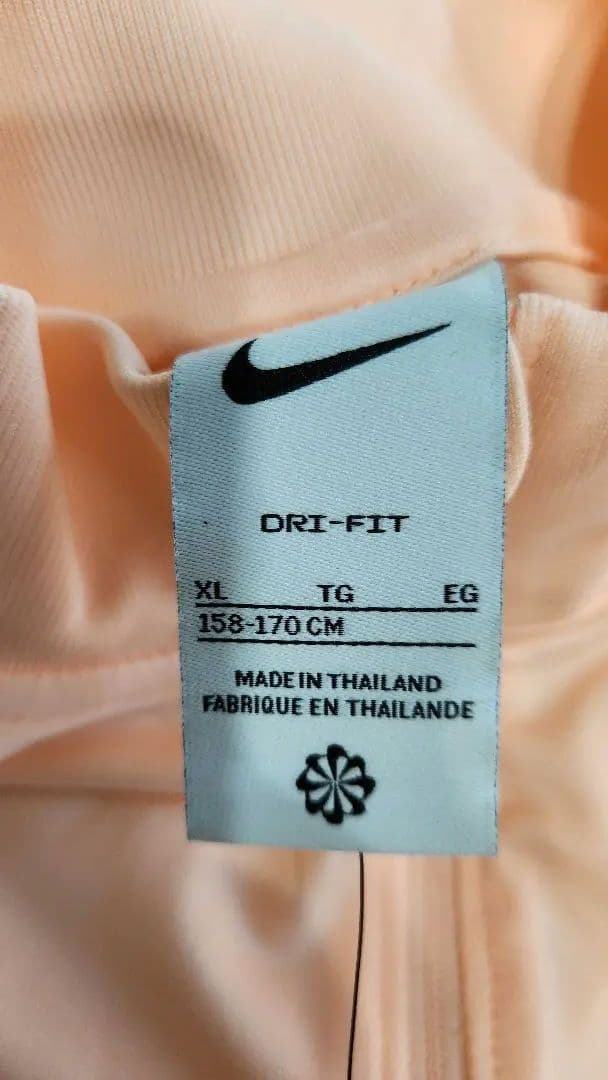 DRI-FIT
XL TG EG
158-170 CM
MADE IN THAILAND
FABRIQUE EN THAILANDE